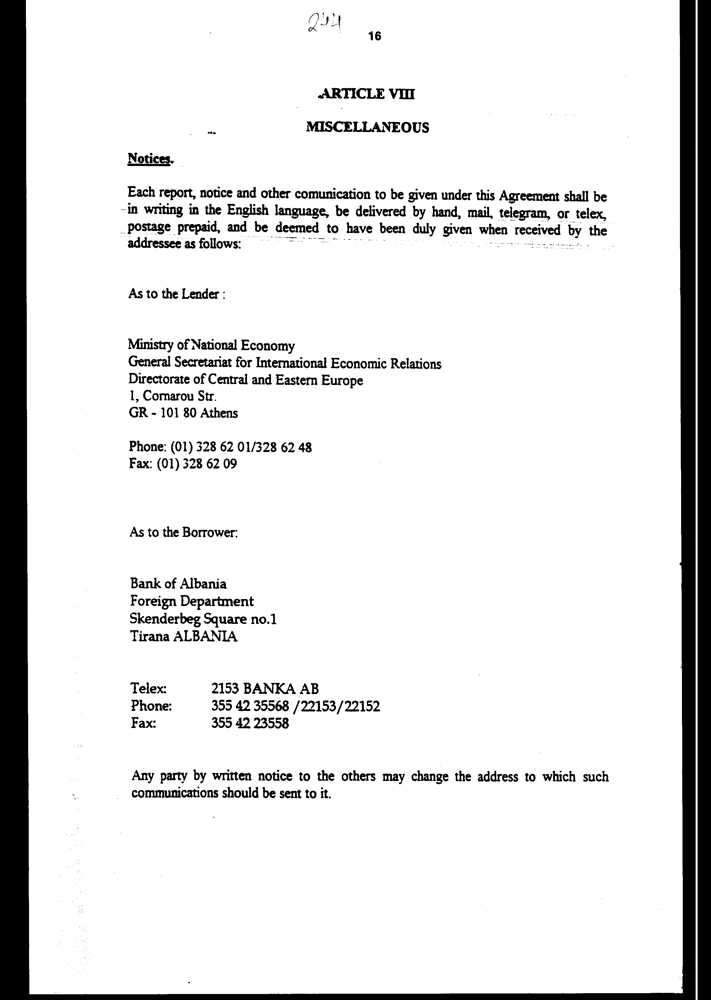 244
16
ARTICLE VIII
MISCELLANEOUS
Notices.
Each report, notice and other comunication to be given under this Agreement shall be
in writing in the English language, be delivered by hand, mail, telegram, or telex,
postage prepaid, and be deemed to have been duly given when received by the
addressee as follows:
As to the Lender :
Ministry of National Economy
General Secretariat for International Economic Relations
Directorate of Central and Eastern Europe
1, Cornarou Str.
GR - 101 80 Athens
Phone: (01) 328 62 01/328 62 48
Fax: (01) 328 62 09
As to the Borrower:
Bank of Albania
Foreign Department
Skenderbeg Square no.1
Tirana ALBANIA
Telex: 2153 BANKA AB
Phone: 355 42 35568 /22153/22152
Fax: 355 42 23558
Any party by written notice to the others may change the address to which such
communications should be sent to it.